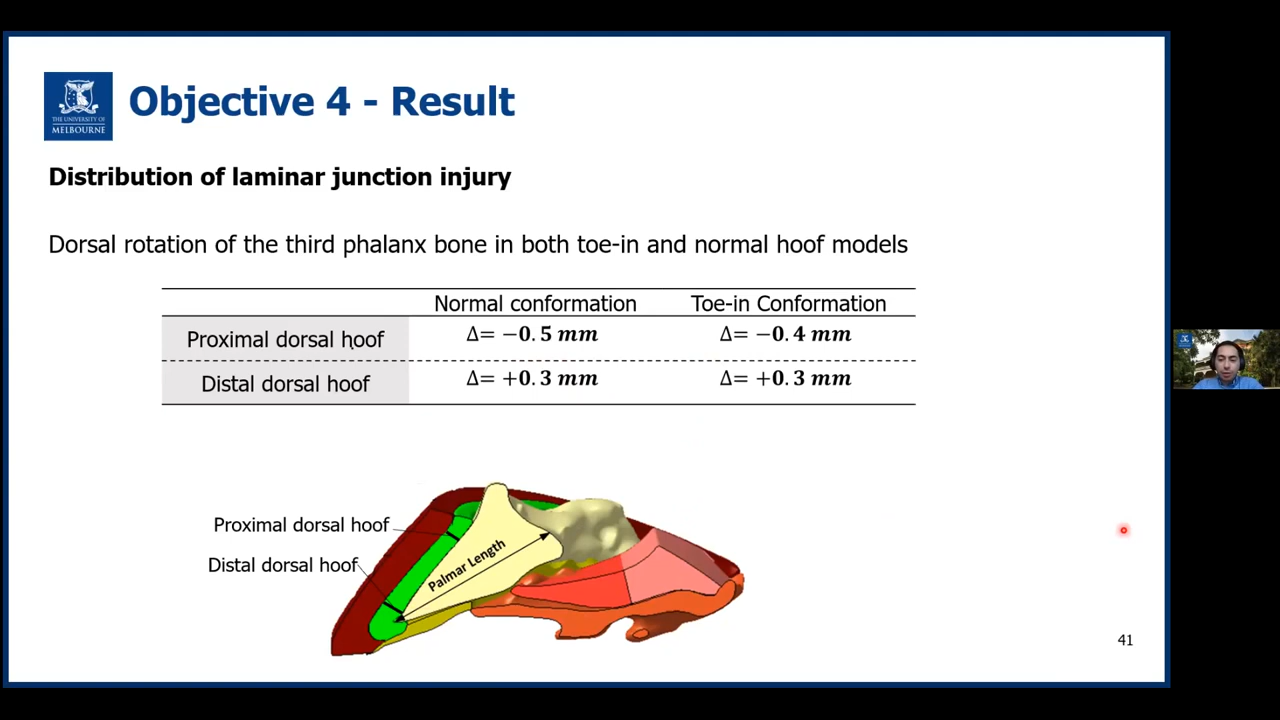 THE UNIVERSITY OF
MELBOURNE
Objective 4 - Result
Distribution of laminar junction injury
Dorsal rotation of the third phalanx bone in both toe-in and normal hoof models
Normal conformation Toe-in Conformation
Proximal dorsal hoof Δ= −0.5 mm Δ= −0.4 mm
Distal dorsal hoof Δ= +0.3 mm Δ= +0.3 mm
Proximal dorsal hoof
Distal dorsal hoof
Palmar Length
41